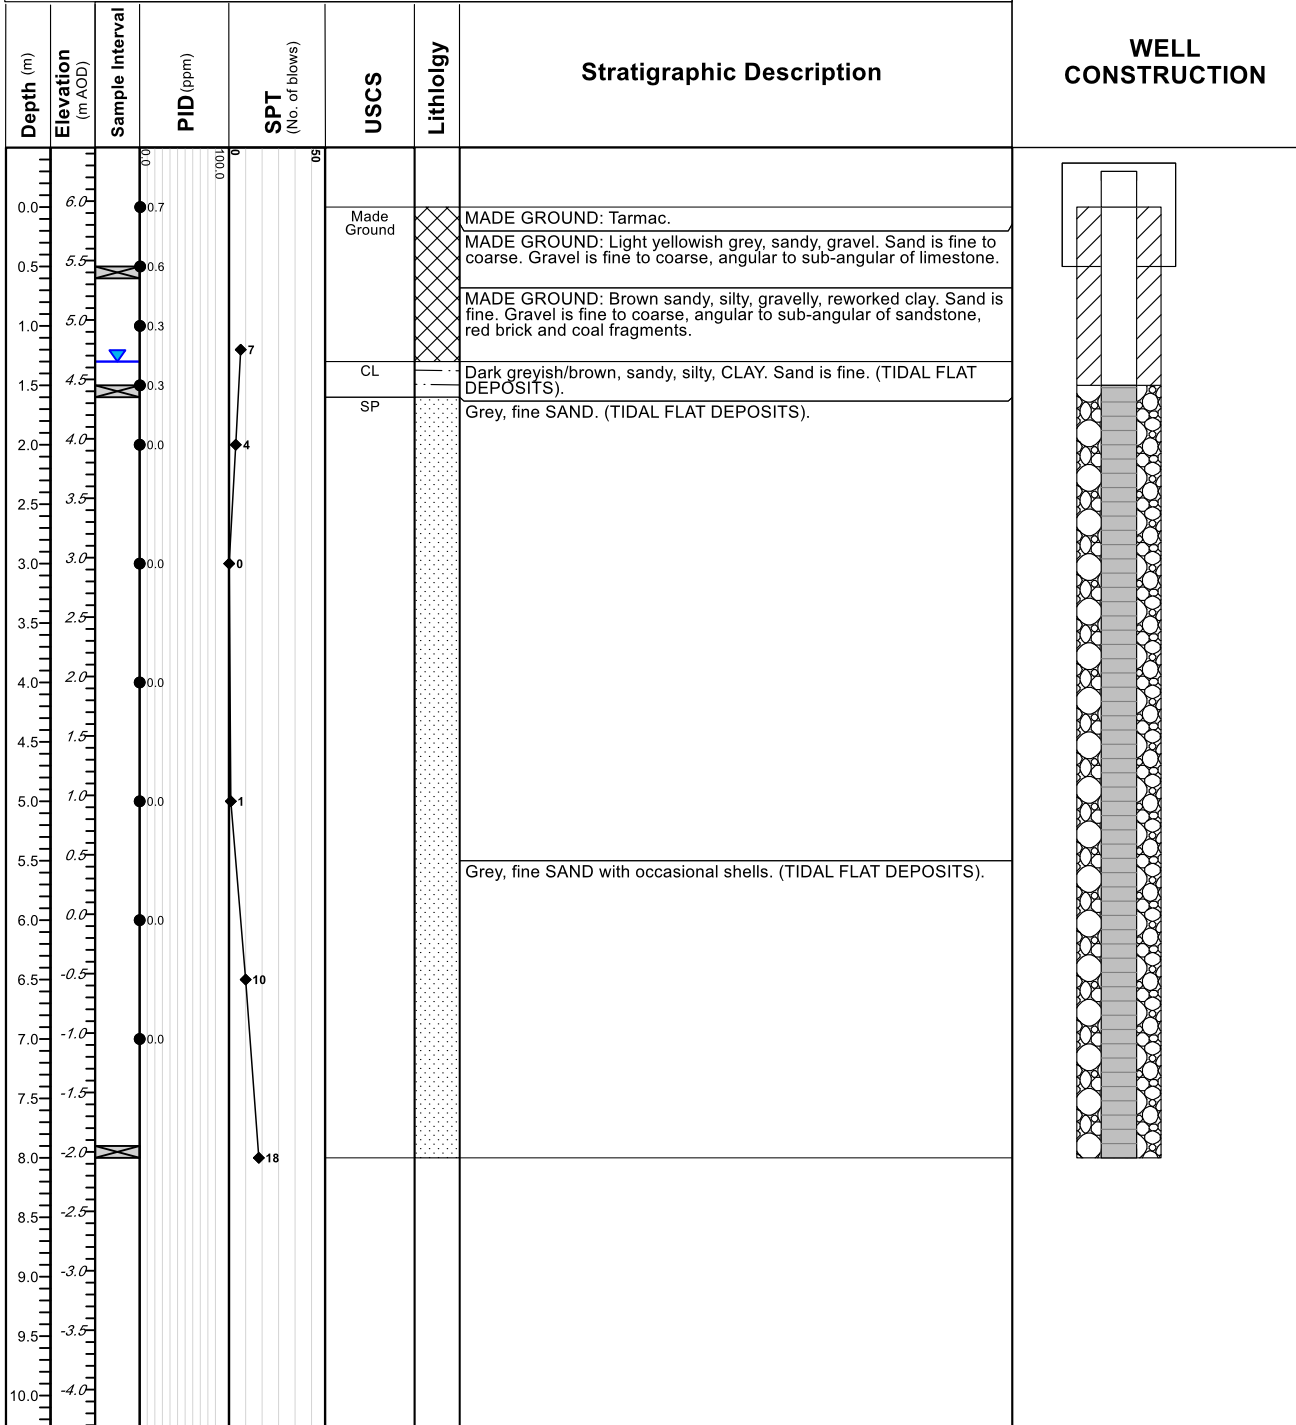 Depth (m)
Elevation
(m AOD)
Sample Interval
PID (ppm)
SPT
(No. of blows)
USCS
Lithlolgy
Stratigraphic Description
WELL
CONSTRUCTION
0.0
100.0
0
50
6.0
0.0
0.7
Made
Ground
MADE GROUND: Tarmac.
MADE GROUND: Light yellowish grey, sandy, gravel. Sand is fine to
coarse. Gravel is fine to coarse, angular to sub-angular of limestone.
5.5
0.5
0.6
MADE GROUND: Brown sandy, silty, gravelly, reworked clay. Sand is
fine. Gravel is fine to coarse, angular to sub-angular of sandstone,
red brick and coal fragments.
5.0
1.0
0.3
7
CL
Dark greyish/brown, sandy, silty, CLAY. Sand is fine. (TIDAL FLAT
DEPOSITS).
4.5
1.5
0.3
SP
Grey, fine SAND. (TIDAL FLAT DEPOSITS).
4.0
2.0
0.0
4
3.5
2.5
3.0
3.0
0.0
0
2.5
3.5
2.0
4.0
0.0
1.5
4.5
1.0
5.0
0.0
1
0.5
5.5
Grey, fine SAND with occasional shells. (TIDAL FLAT DEPOSITS).
0.0
6.0
0.0
-0.5
6.5
10
-1.0
7.0
0.0
-1.5
7.5
-2.0
8.0
18
-2.5
8.5
-3.0
9.0
-3.5
9.5
-4.0
10.0